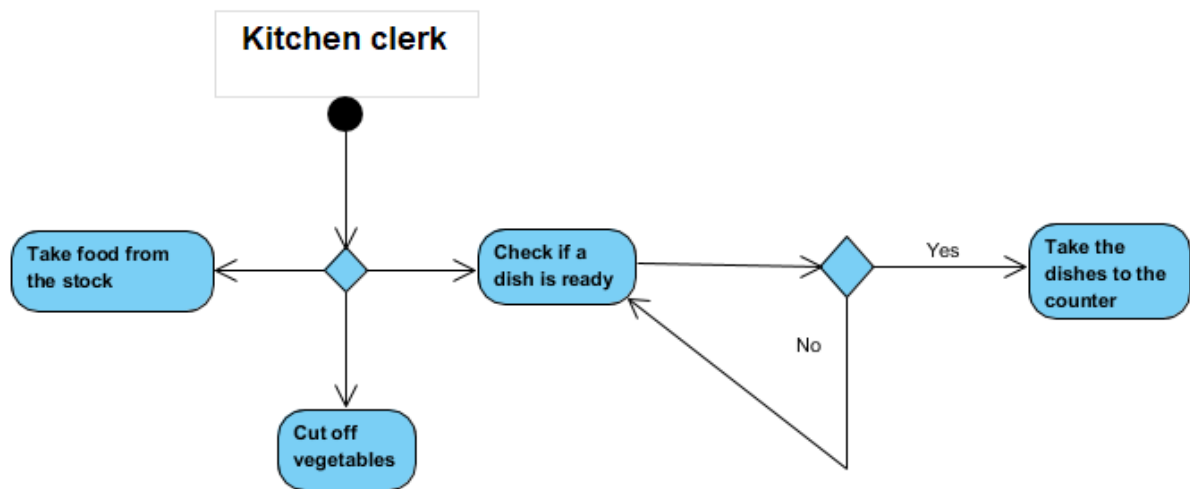 Kitchen clerk
Take food from
the stock
Check if a
dish is ready
Yes
Take the
dishes to the
counter
No
Cut off
vegetables